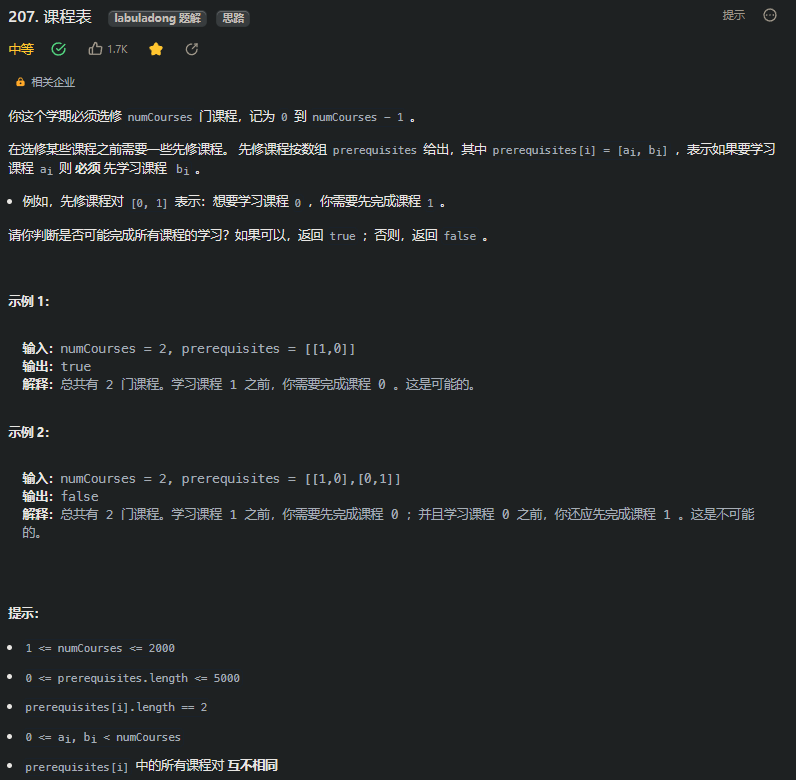 207. 课程表 labuladong 题解 思路 提示
中等 1.7K
相关企业
你这个学期必须选修 numCourses 门课程，记为 0 到 numCourses - 1 。
在选修某些课程之前需要一些先修课程。 先修课程按数组 prerequisites 给出，其中 prerequisites[i] = [ai, bi] ，表示如果要学习
课程 ai 则 必须 先学习课程 bi 。
• 例如，先修课程对 [0, 1] 表示：想要学习课程 0 ，你需要先完成课程 1 。
请你判断是否可能完成所有课程的学习？如果可以，返回 true ；否则，返回 false 。
示例 1：
输入：numCourses = 2, prerequisites = [[1,0]]
输出：true
解释：总共有 2 门课程。学习课程 1 之前，你需要完成课程 0 。这是可能的。
示例 2：
输入：numCourses = 2, prerequisites = [[1,0],[0,1]]
输出：false
解释：总共有 2 门课程。学习课程 1 之前，你需要先完成课程 0 ；并且学习课程 0 之前，你还应先完成课程 1 。这是不可能
的。
提示：
• 1 <= numCourses <= 2000
• 0 <= prerequisites.length <= 5000
• prerequisites[i].length == 2
• 0 <= ai, bi < numCourses
• prerequisites[i] 中的所有课程对 互不相同